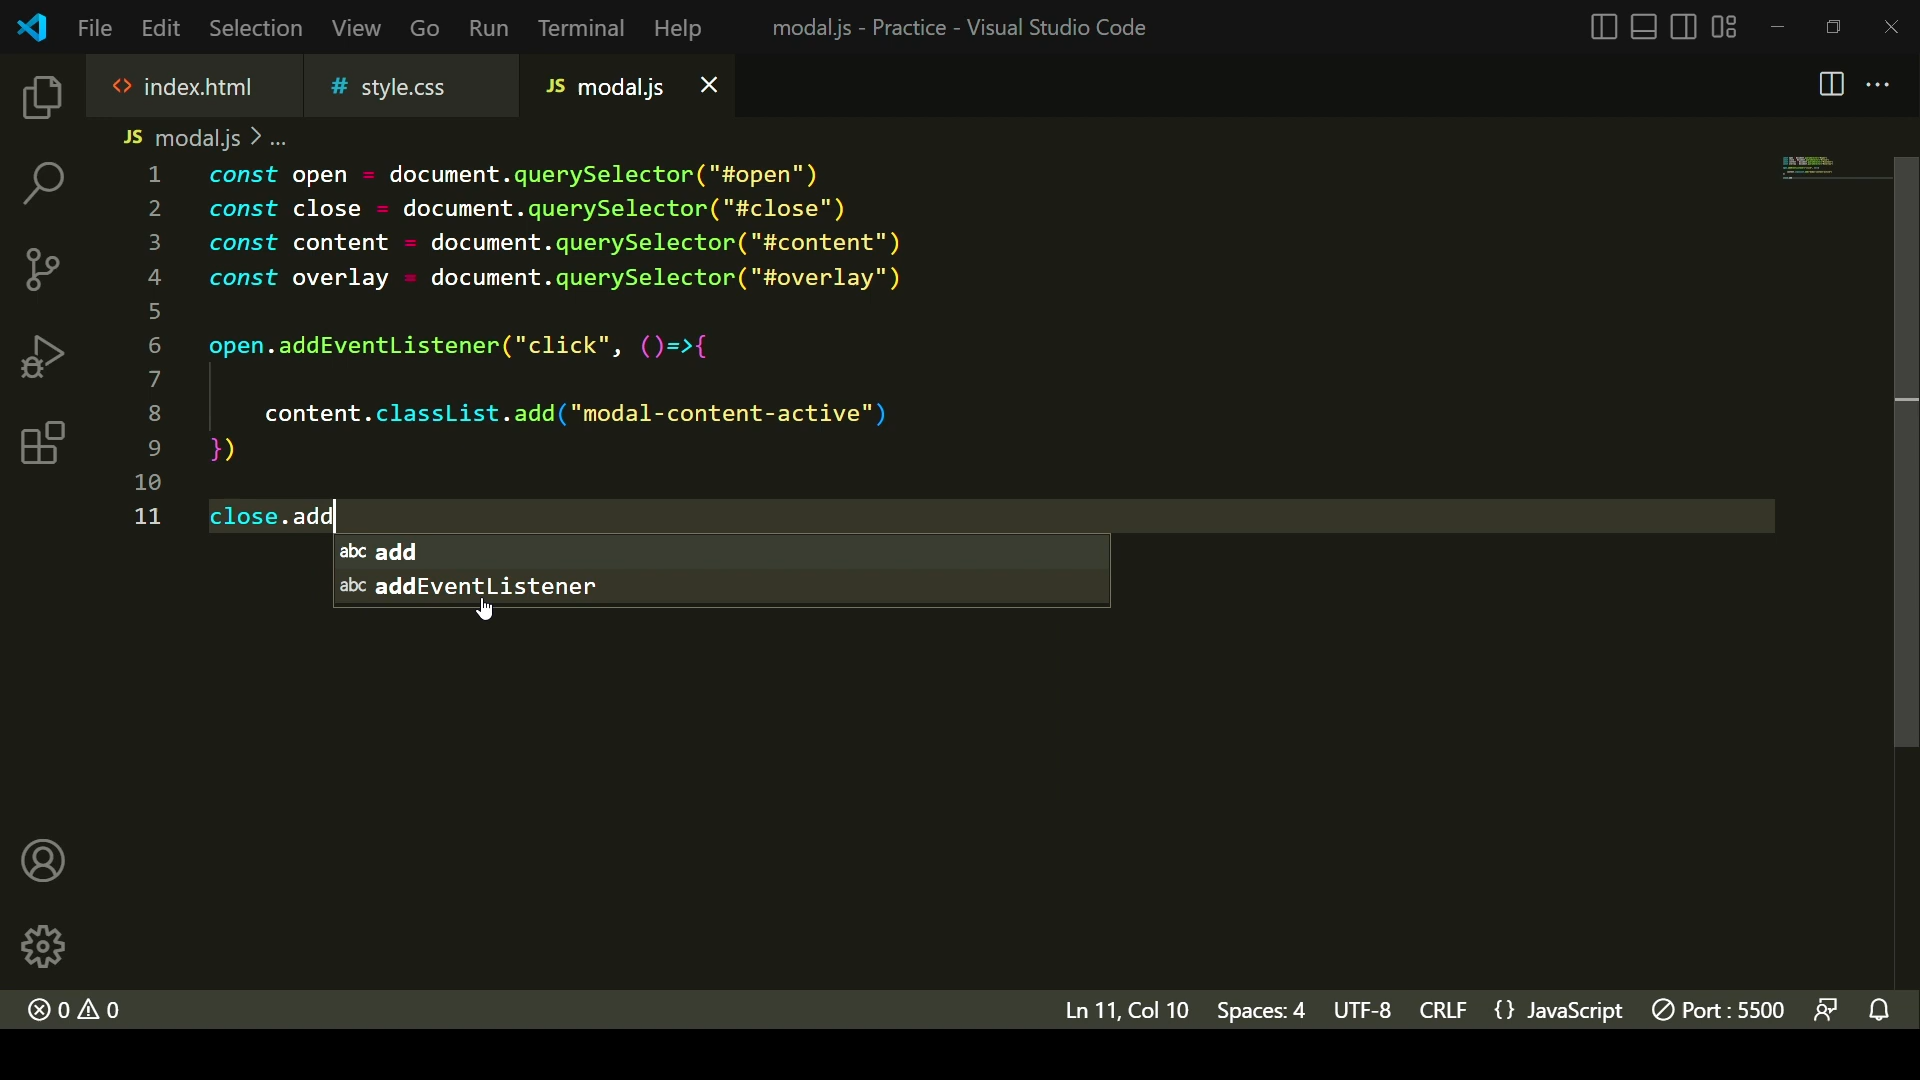 File Edit Selection View Go Run Terminal Help modal.js - Practice - Visual Studio Code
<> index.html # style.css JS modal.js
JS modal.js > ...
1 const open = document.querySelector("#open")
2 const close = document.querySelector("#close")
3 const content = document.querySelector("#content")
4 const overlay = document.querySelector("#overlay")
5
6 open.addEventListener("click", ()=>{
7
8 content.classList.add("modal-content-active")
9 })
10
11 close.add
abc add
abc addEventListener
0 0 Ln 11, Col 10 Spaces: 4 UTF-8 CRLF {} JavaScript Port : 5500